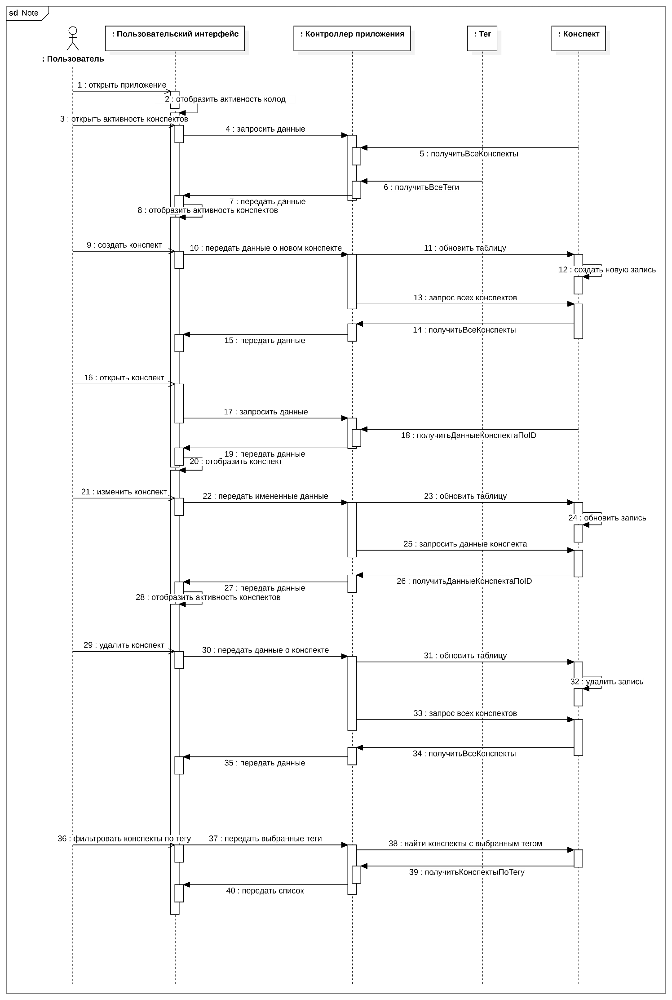 sd Note
: Пользователь
: Пользовательский интерфейс
: Контроллер приложения
: Тег
: Конспект
1 : открыть приложение
2 : отобразить активность колод
3 : открыть активность конспектов
4 : запросить данные
5 : получитьВсеКонспекты
6 : получитьВсеТеги
7 : передать данные
8 : отобразить активность конспектов
9 : создать конспект
10 : передать данные о новом конспекте
11 : обновить таблицу
12 : создать новую запись
13 : запрос всех конспектов
14 : получитьВсеКонспекты
15 : передать данные
16 : открыть конспект
17 : запросить данные
18 : получитьДанныеКонспектаПоID
19 : передать данные
20 : отобразить конспект
21 : изменить конспект
22 : передать имененные данные
23 : обновить таблицу
24 : обновить запись
25 : запросить данные конспекта
26 : получитьДанныеКонспектаПоID
27 : передать данные
28 : отобразить активность конспектов
29 : удалить конспект
30 : передать данные о конспекте
31 : обновить таблицу
32 : удалить запись
33 : запрос всех конспектов
34 : получитьВсеКонспекты
35 : передать данные
36 : фильтровать конспекты по тегу
37 : передать выбранные теги
38 : найти конспекты с выбранным тегом
39 : получитьКонспектыПоТегу
40 : передать список